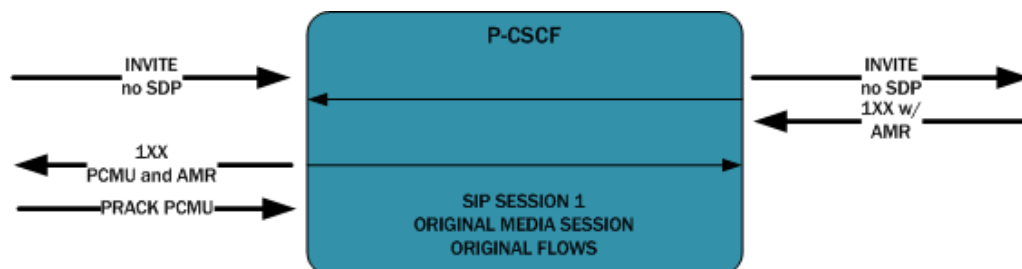 P-CSCF
INVITE
no SDP
INVITE
no SDP
1XX w/
AMR
1XX
PCMU and AMR
PRACK PCMU
SIP SESSION 1
ORIGINAL MEDIA SESSION
ORIGINAL FLOWS